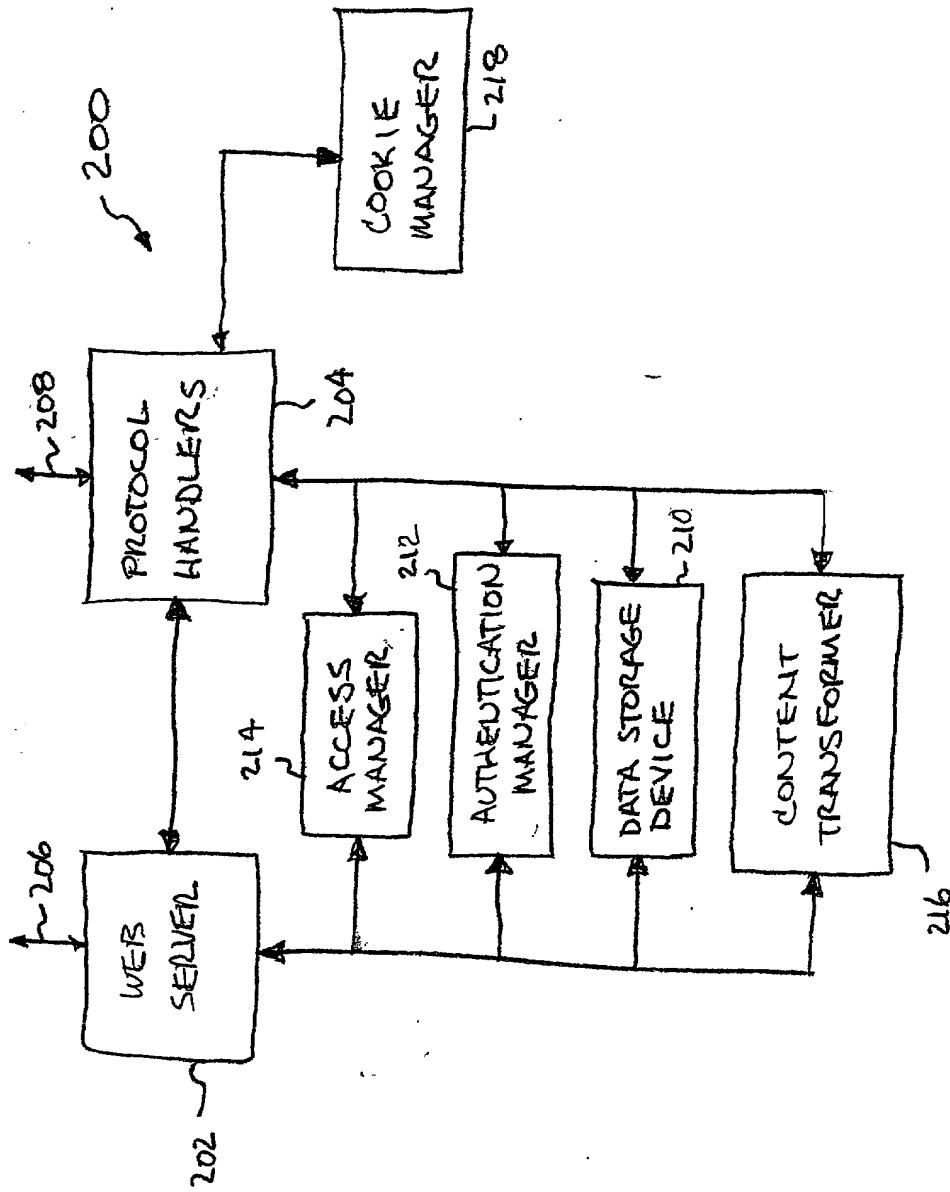 200
206
208
WEB
SERVER
202
PROTOCOL
HANDLERS
204
COOKIE
MANAGER
218
214
ACCESS
MANAGER
212
AUTHENTICATION
MANAGER
DATA STORAGE
DEVICE
210
CONTENT
TRANSFORMER
216